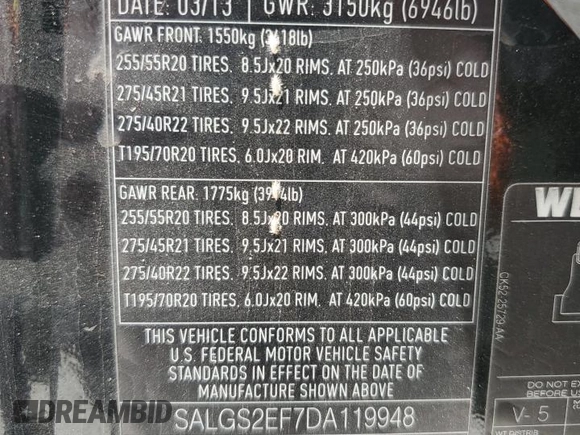 DATE: 03/13 GWR: 3150kg (6946lb)
GAWR FRONT: 1550kg (3418lb)
255/55R20 TIRES. 8.5Jx20 RIMS. AT 250kPa (36psi) COLD
275/45R21 TIRES. 9.5Jx21 RIMS. AT 250kPa (36psi) COLD
275/40R22 TIRES. 9.5Jx22 RIMS. AT 250kPa (36psi) COLD
T195/70R20 TIRES. 6.0Jx20 RIM. AT 420kPa (60psi) COLD
GAWR REAR: 1775kg
255/55R20 TIRES. 8.5Jx20 RIMS. AT 300kPa (44psi) COLD
275/45R21 TIRES. 9.5Jx21 RIMS. AT 300kPa (44psi) COLD
275/40R22 TIRES. 9.5Jx22 RIMS. AT 300kPa (44psi) COLD
T195/70R20 TIRES. 6.0Jx20 RIM. AT 420kPa (60psi) COLD
THIS VEHICLE CONFORMS TO ALL APPLICABLE
U.S. FEDERAL MOTOR VEHICLE SAFETY
STANDARDS IN EFFECT ON THE DATE OF
MANUFACTURE SHOWN ABOVE
SALGS2EF7DA119948
CK52-25729-AA
DO NOT
BEFORE
V-5
AutoBidCar